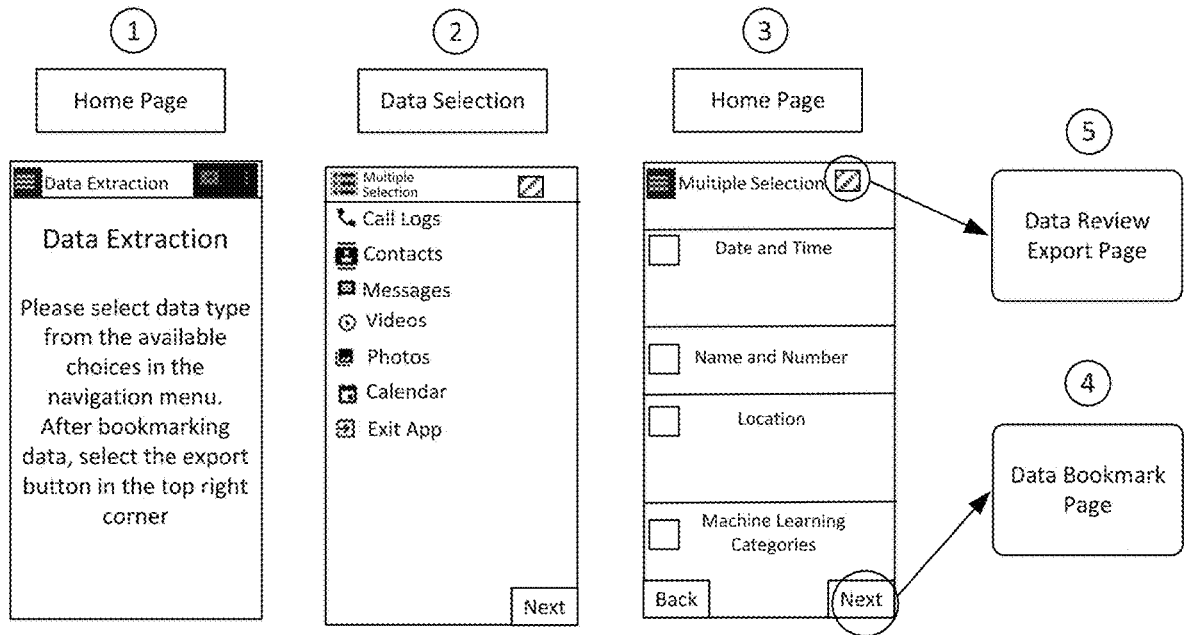 1
Home Page
Data Extraction
Data Extraction
Please select data type
from the available
choices in the
navigation menu.
After bookmarking
data, select the export
button in the top right
corner
2
Data Selection
Multiple
Selection
Call Logs
Contacts
Messages
Videos
Photos
Calendar
Exit App
Next
3
Home Page
Multiple Selection
Date and Time
Name and Number
Location
Machine Learning
Categories
Back
Next
5
Data Review
Export Page
4
Data Bookmark
Page